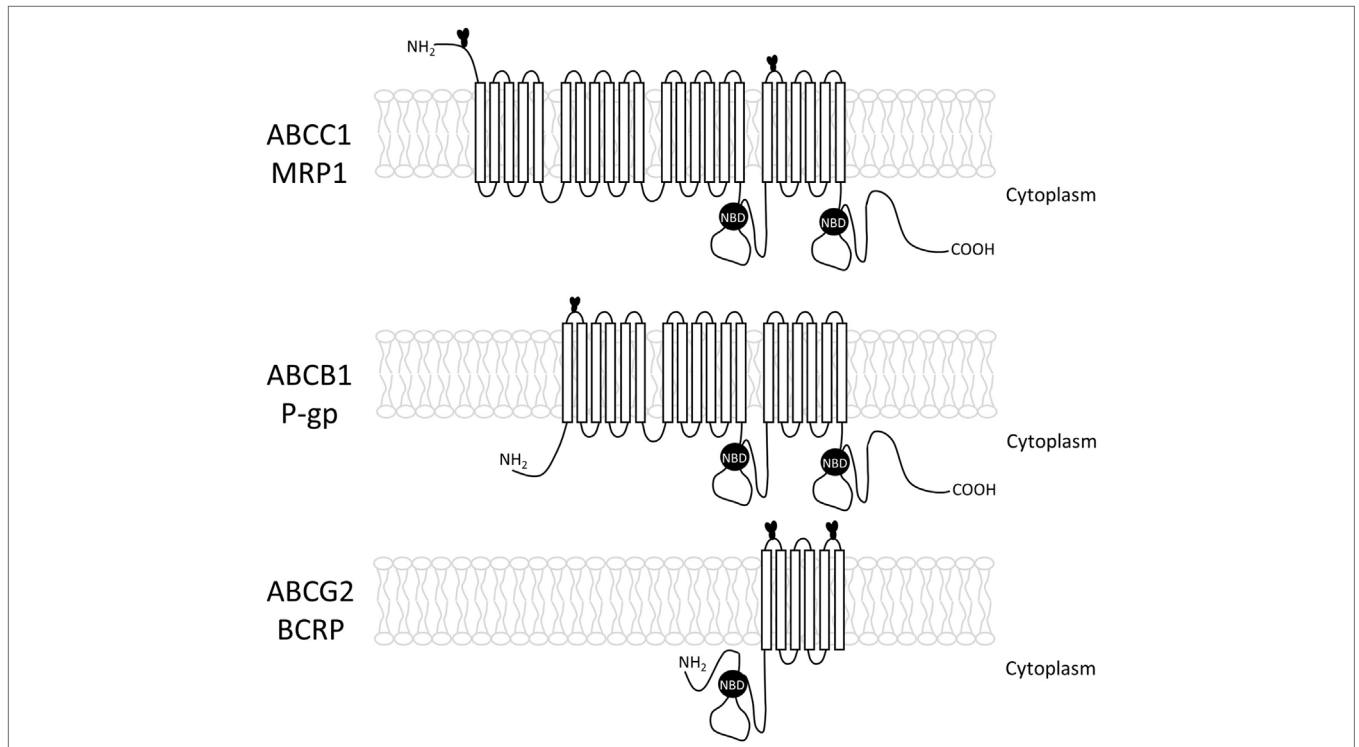 NH2
ABCC1
MRP1
Cytoplasm
NBD
NBD
COOH
ABCB1
P-gp
Cytoplasm
NH2
NBD
NBD
COOH
ABCG2
BCRP
NH2
Cytoplasm
NBD